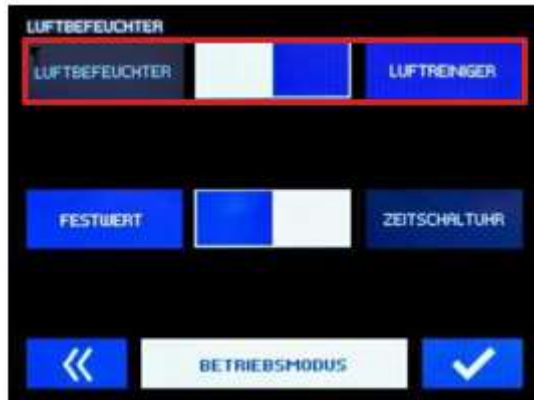 LUFTBEFEUCHTER
LUFTBEFEUCHTER LUFTREINIGER
FESTWERT ZEITSCHALTUHR
BETRIEBSMODUS